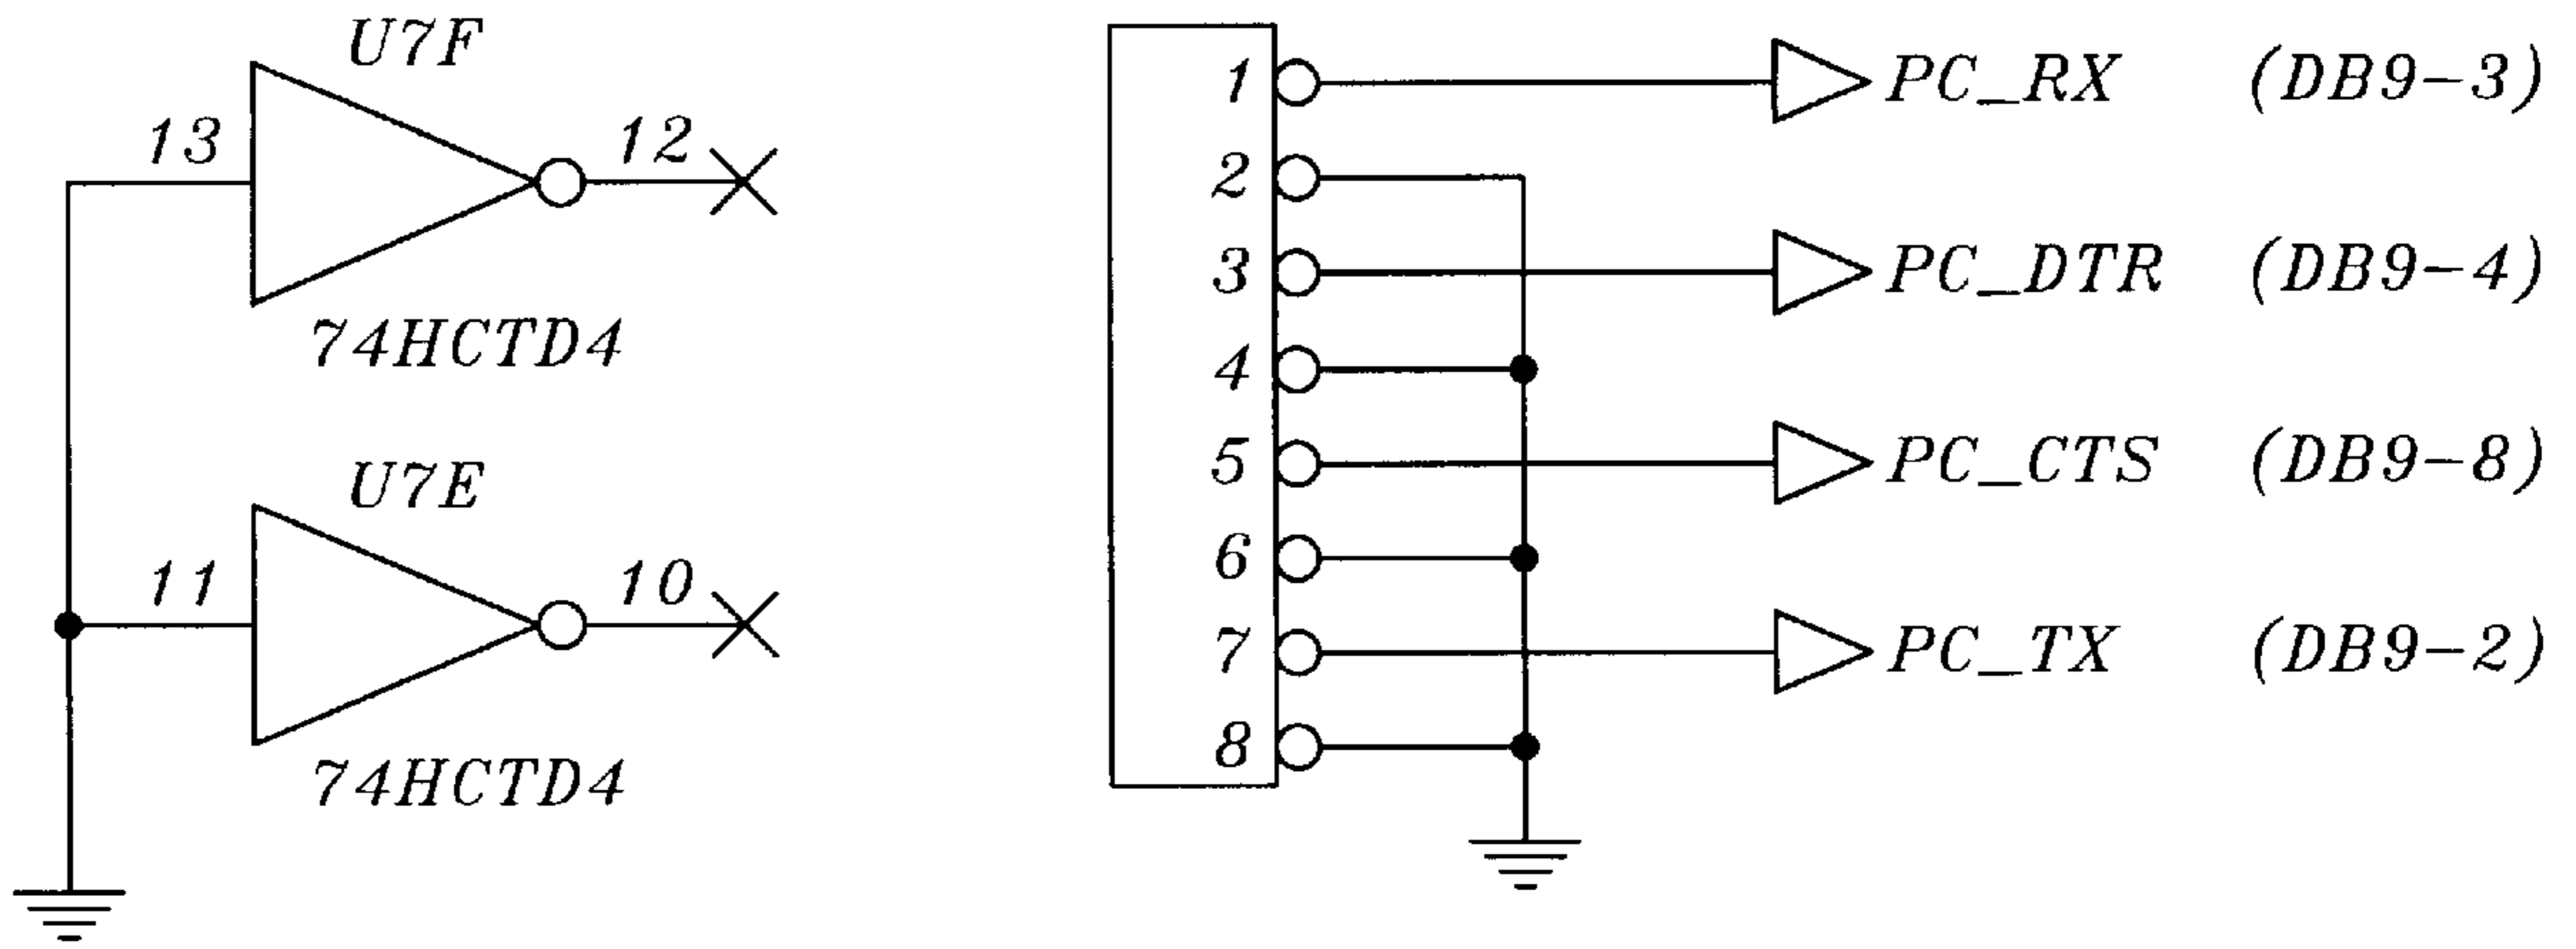 U7F
13
12
74HCTD4
U7E
11
10
74HCTD4
1 PC_RX (DB9-3)
2
3 PC_DTR (DB9-4)
4
5 PC_CTS (DB9-8)
6
7 PC_TX (DB9-2)
8